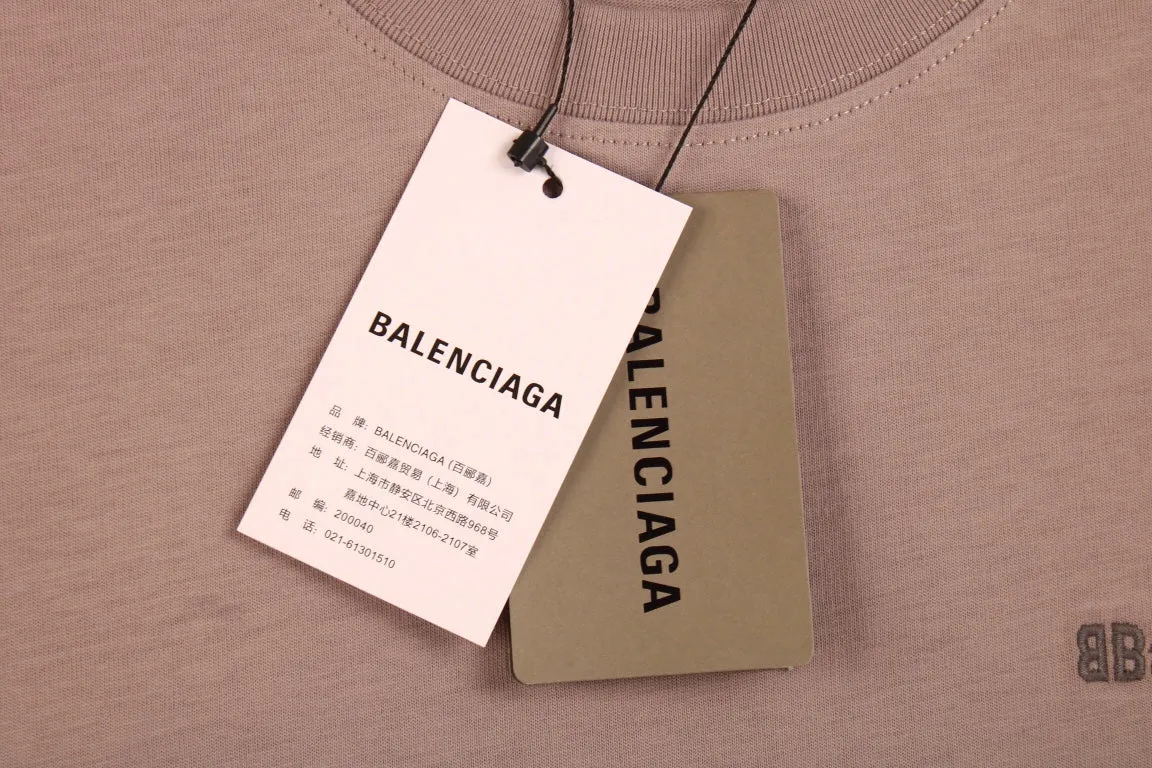 BALENCIAGA
品 牌: BALENCIAGA (百郦嘉)
经销商: 百郦嘉贸易（上海）有限公司
地 址: 上海市静安区北京西路968号
嘉地中心21楼2106-2107室
邮 编: 200040
电 话: 021-61301510
BALENCIAGA
BB